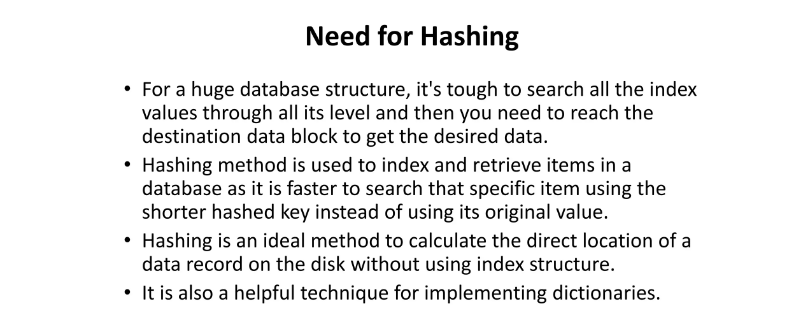 Need for Hashing
• For a huge database structure, it's tough to search all the index
values through all its level and then you need to reach the
destination data block to get the desired data.
• Hashing method is used to index and retrieve items in a
database as it is faster to search that specific item using the
shorter hashed key instead of using its original value.
• Hashing is an ideal method to calculate the direct location of a
data record on the disk without using index structure.
• It is also a helpful technique for implementing dictionaries.